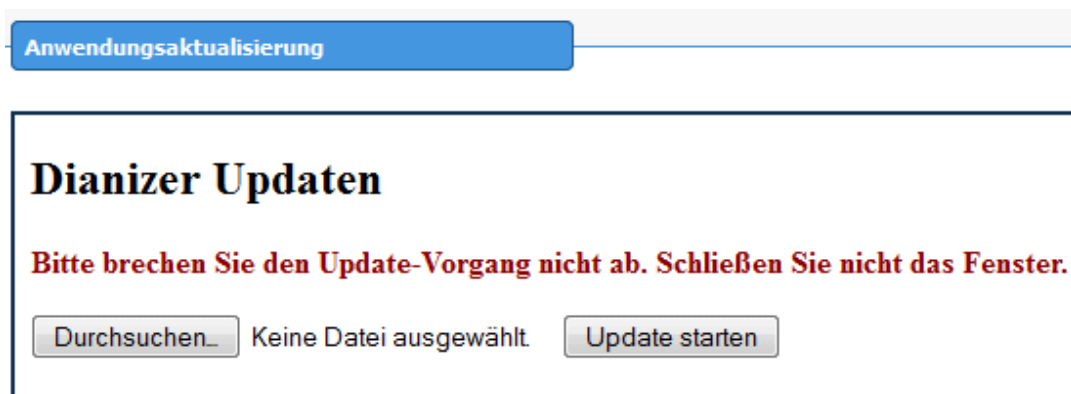 Anwendungsaktualisierung
Dianizer Updaten
Bitte brechen Sie den Update-Vorgang nicht ab. Schließen Sie nicht das Fenster.
Durchsuchen… Keine Datei ausgewählt. Update starten